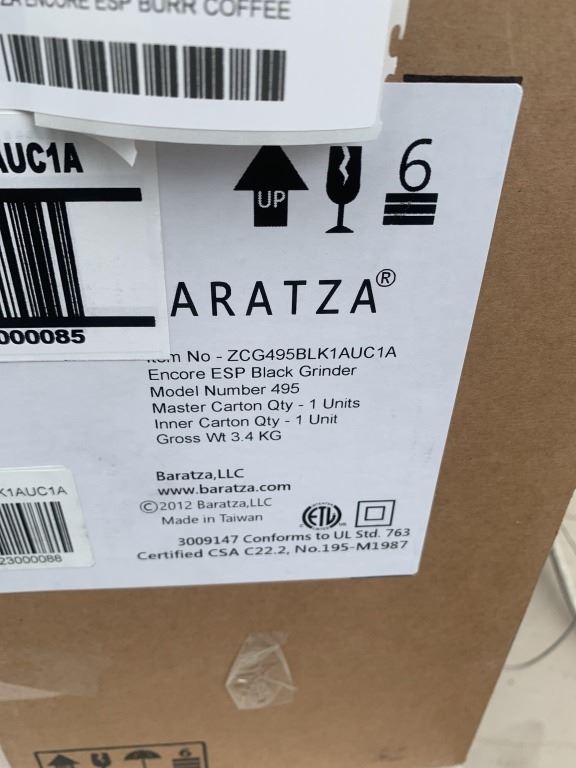 ENCORE ESP BURR COFFEE
AUC1A
UP
6
000085
ARATZA®
No - ZCG495BLK1AUC1A
Encore ESP Black Grinder
Model Number 495
Master Carton Qty - 1 Units
Inner Carton Qty - 1 Unit
Gross Wt 3.4 KG
K1AUC1A
23000088
Baratza,LLC
www.baratza.com
©2012 Baratza,LLC
Made in Taiwan
ETL
3009147 Conforms to UL Std. 763
Certified CSA C22.2, No.195-M1987
6